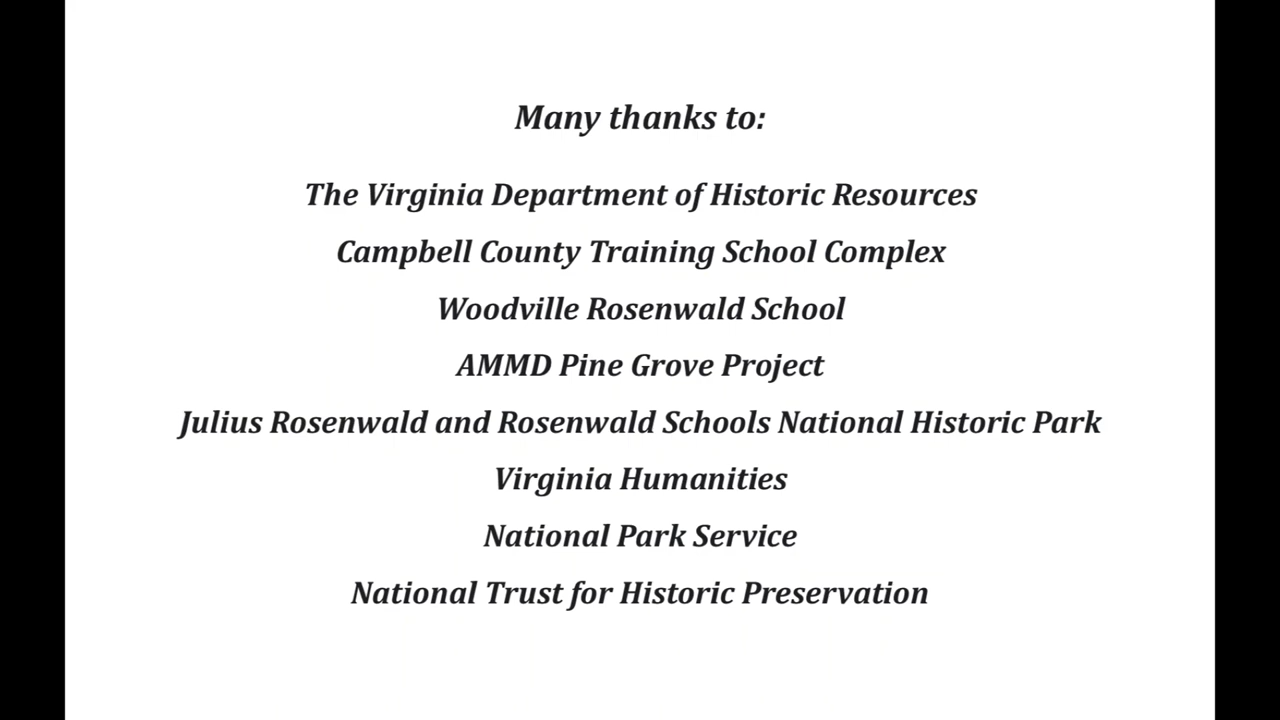 Many thanks to:
The Virginia Department of Historic Resources
Campbell County Training School Complex
Woodville Rosenwald School
AMMD Pine Grove Project
Julius Rosenwald and Rosenwald Schools National Historic Park
Virginia Humanities
National Park Service
National Trust for Historic Preservation